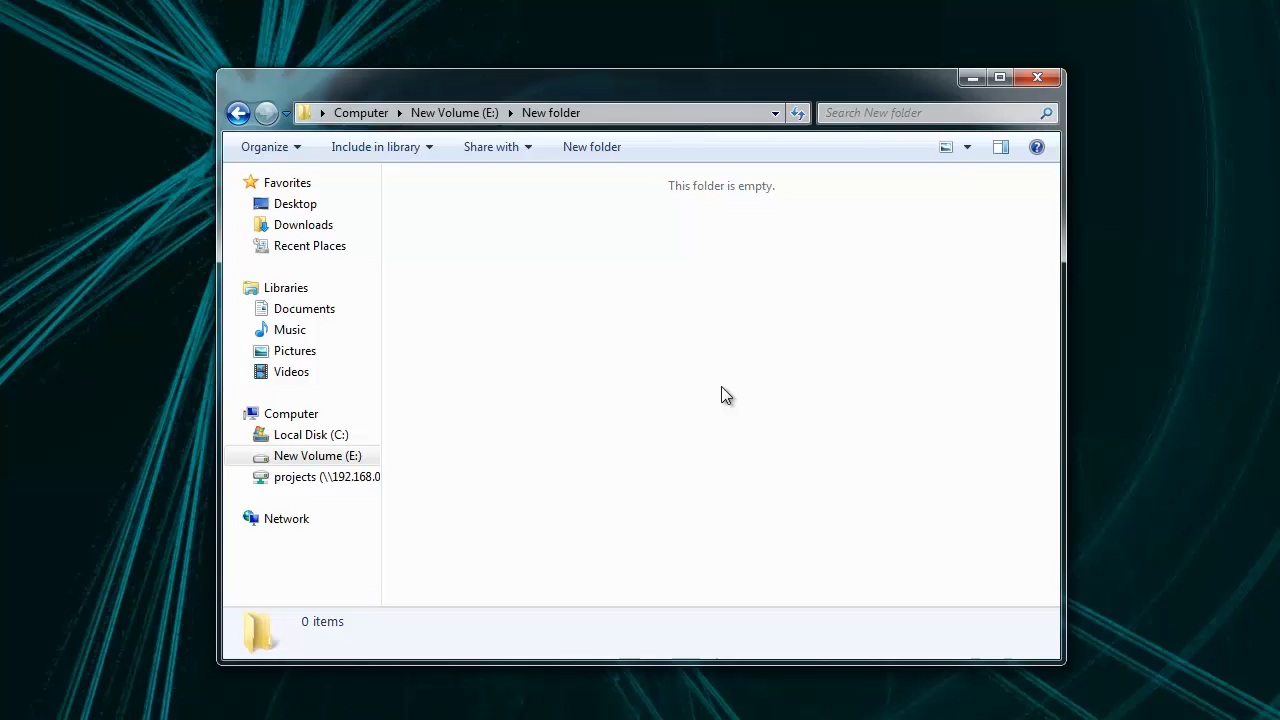 Computer New Volume (E:) New folder
Search New folder
Organize Include in library Share with New folder
Favorites
Desktop
Downloads
Recent Places
Libraries
Documents
Music
Pictures
Videos
Computer
Local Disk (C:)
New Volume (E:)
projects (\\192.168.0
Network
This folder is empty.
0 items